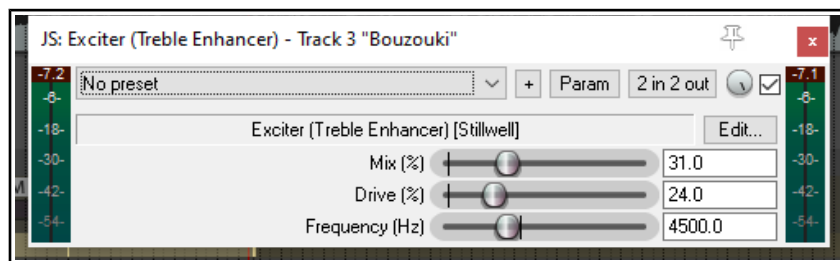 JS: Exciter (Treble Enhancer) - Track 3 "Bouzouki" x
-7.2 No preset + Param 2 in 2 out -7.1
-6- -6-
-18- Exciter (Treble Enhancer) [Stillwell] Edit... -18-
-30- Mix (%) 31.0 -30-
M -42- Drive (%) 24.0 -42-
-54- Frequency (Hz) 4500.0 -54-